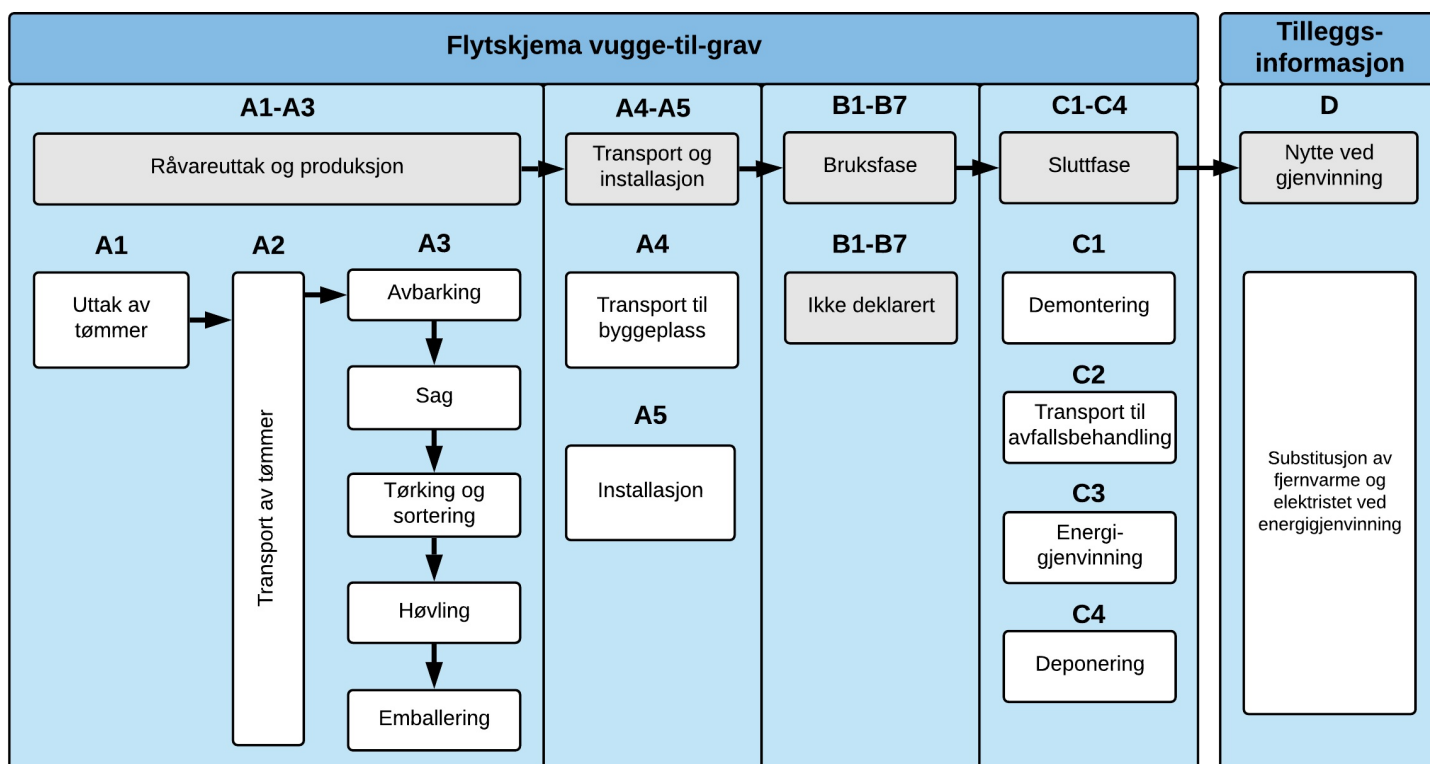 Flytskjema vugge-til-grav
Tilleggs-
informasjon
A1-A3
Råvareuttak og produksjon
A4-A5
Transport og
installasjon
B1-B7
Bruksfase
C1-C4
Sluttfase
D
Nytte ved
gjenvinning
A1
Uttak av
tømmer
A2
Transport av tømmer
A3
Avbarking
Sag
Tørking og
sortering
Høvling
Emballering
A4
Transport til
byggeplass
A5
Installasjon
B1-B7
Ikke deklarert
C1
Demontering
C2
Transport til
avfallsbehandling
C3
Energi-
gjenvinning
C4
Deponering
Substitusjon av
fjernvarme og
elektristet ved
energigjenvinning